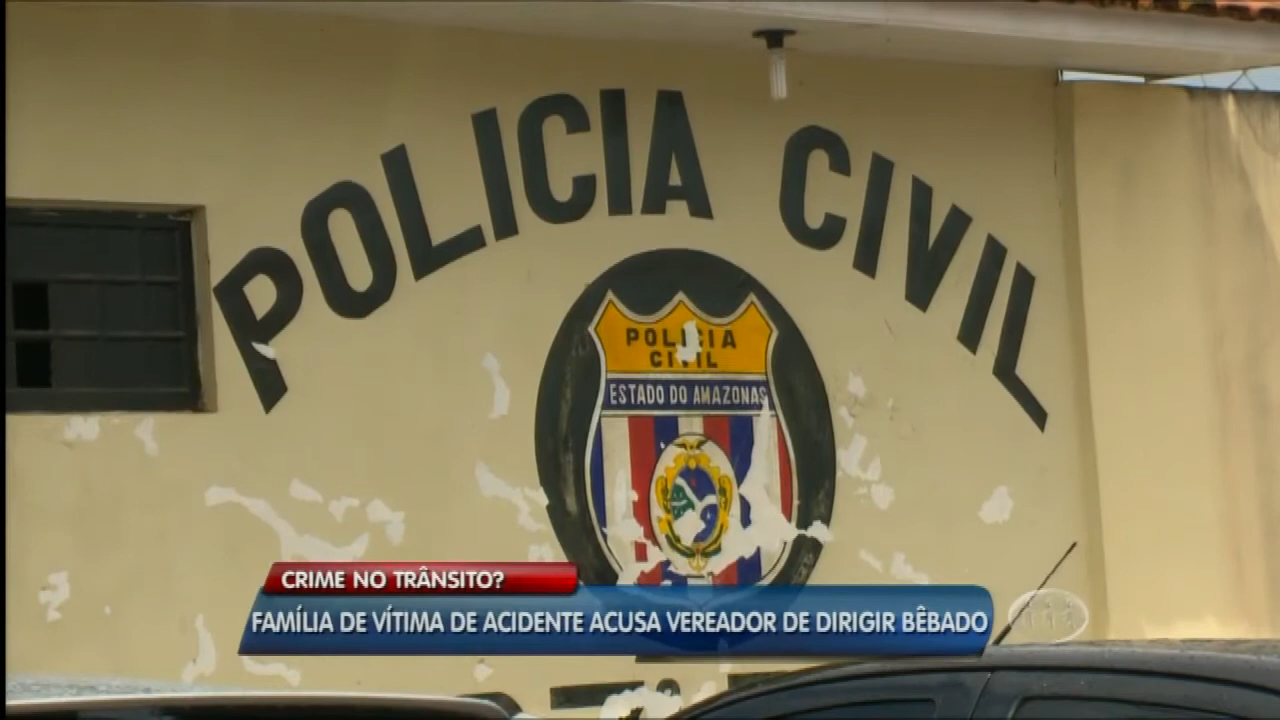 POLICIA CIVIL
POLICIA
CIVIL
ESTADO DO AMAZONAS
CRIME NO TRÂNSITO?
FAMÍLIA DE VÍTIMA DE ACIDENTE ACUSA VEREADOR DE DIRIGIR BÊBADO